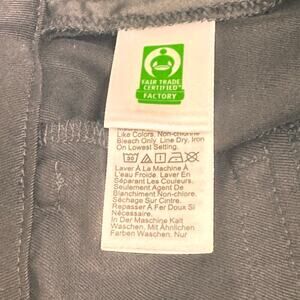 FAIR TRADE
CERTIFIED™
FACTORY
Like Colors. Non-chlorine
Bleach Only. Line Dry, Iron
On Lowest Setting.
30
Laver À La Machine À
L'eau Froide. Laver En
Séparant Les Couleurs.
Seulement Agent De
Blanchiment Non-chlore.
Séchage Sur Cintre.
Repasser À Fer Doux Si
Nécessaire.
In Der Maschine Kalt
Waschen. Mit Ähnlichen
Farben Waschen. Nur